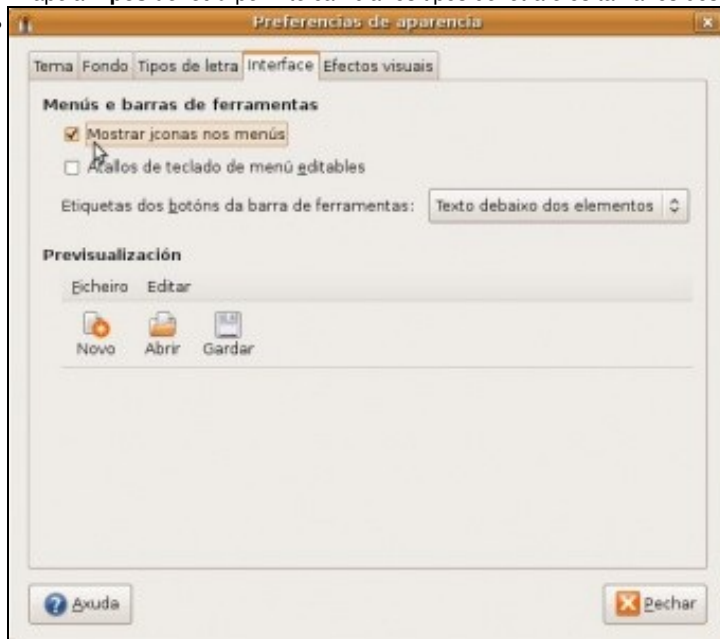 Preferencias de aparencia
Tema Fondo Tipos de letra Interface Efectos visuais
Menús e barras de ferramentas
Mostrar iconas nos menús
Atallos de teclado de menú editables
Etiquetas dos botóns da barra de ferramentas: Texto debaixo dos elementos
Previsualización
Ficheiro Editar
Novo Abrir Gardar
Axuda Pechar